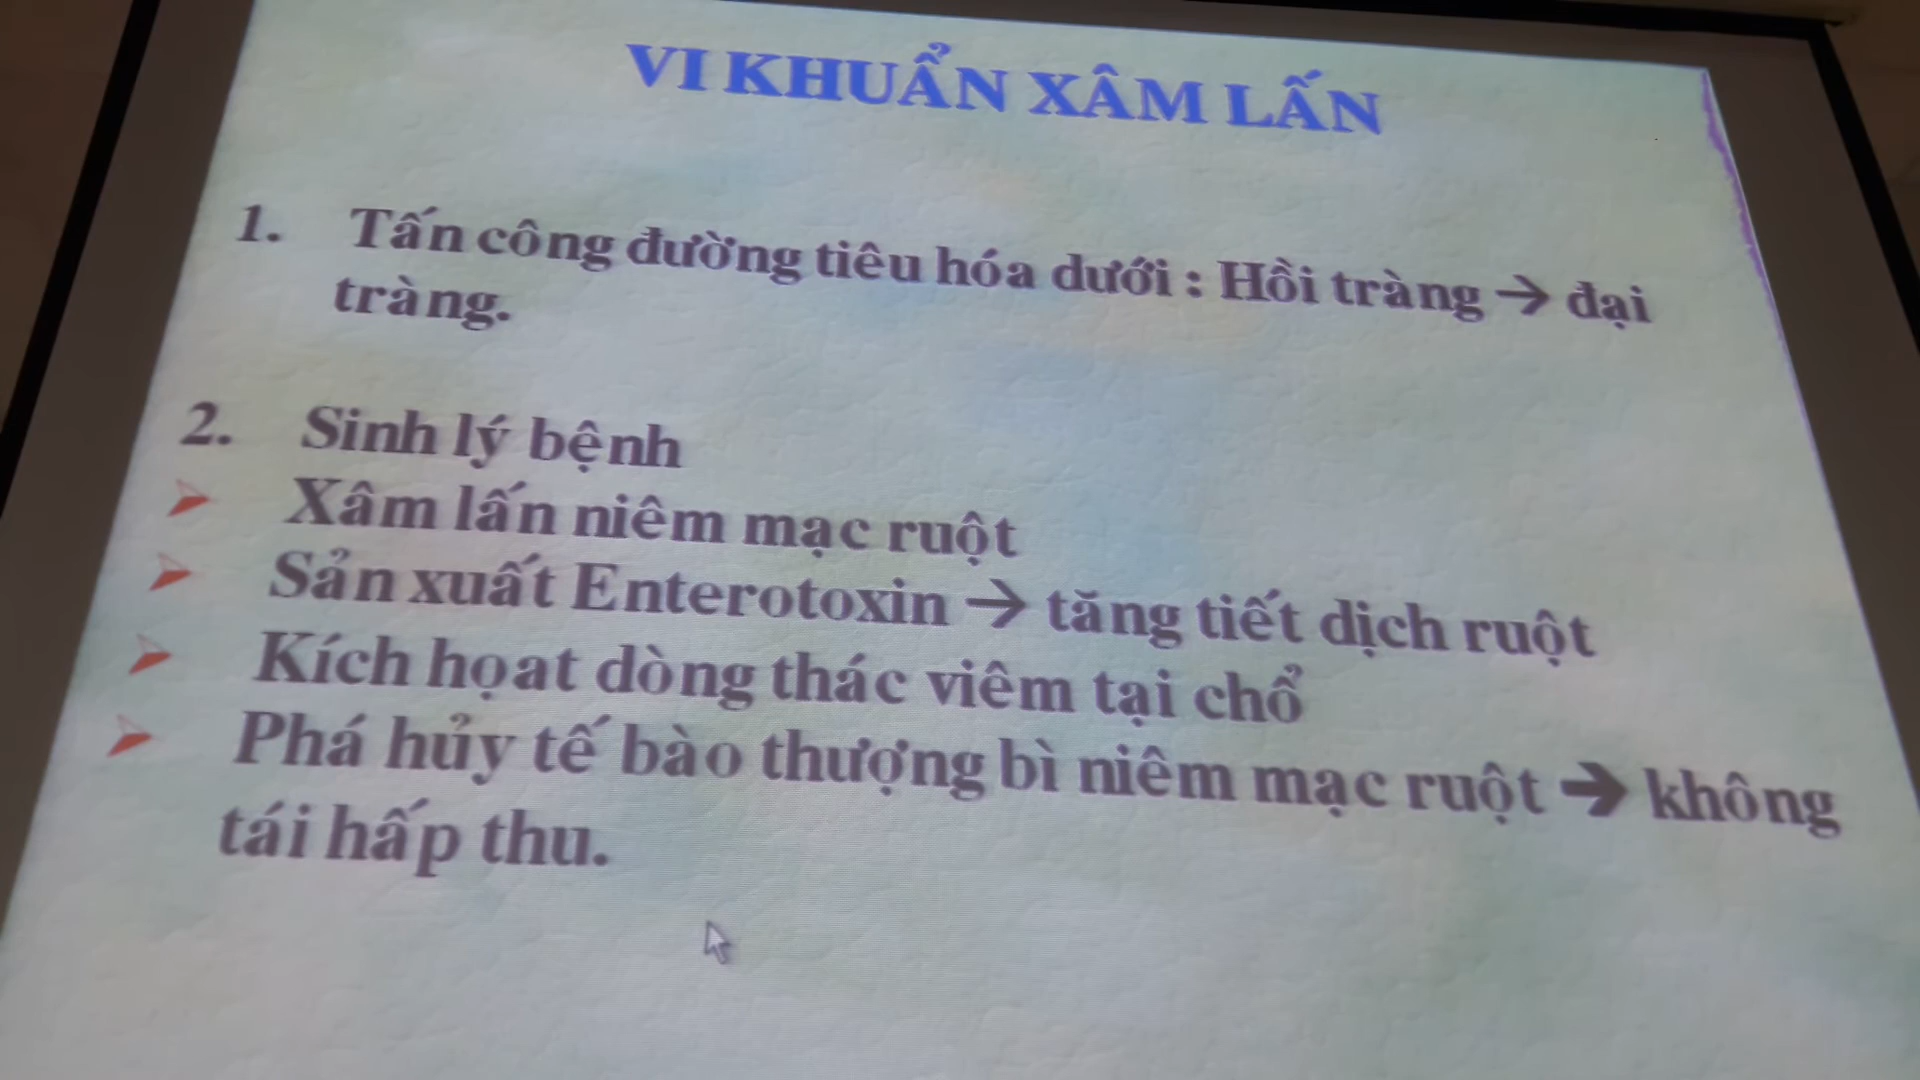 VI KHUẨN XÂM LẤN
1. Tấn công đường tiêu hóa dưới : Hồi tràng → đại
tràng.
2. Sinh lý bệnh
➢ Xâm lấn niêm mạc ruột
➢ Sản xuất Enterotoxin → tăng tiết dịch ruột
➢ Kích họat dòng thác viêm tại chổ
➢ Phá hủy tế bào thượng bì niêm mạc ruột → không
tái hấp thu.